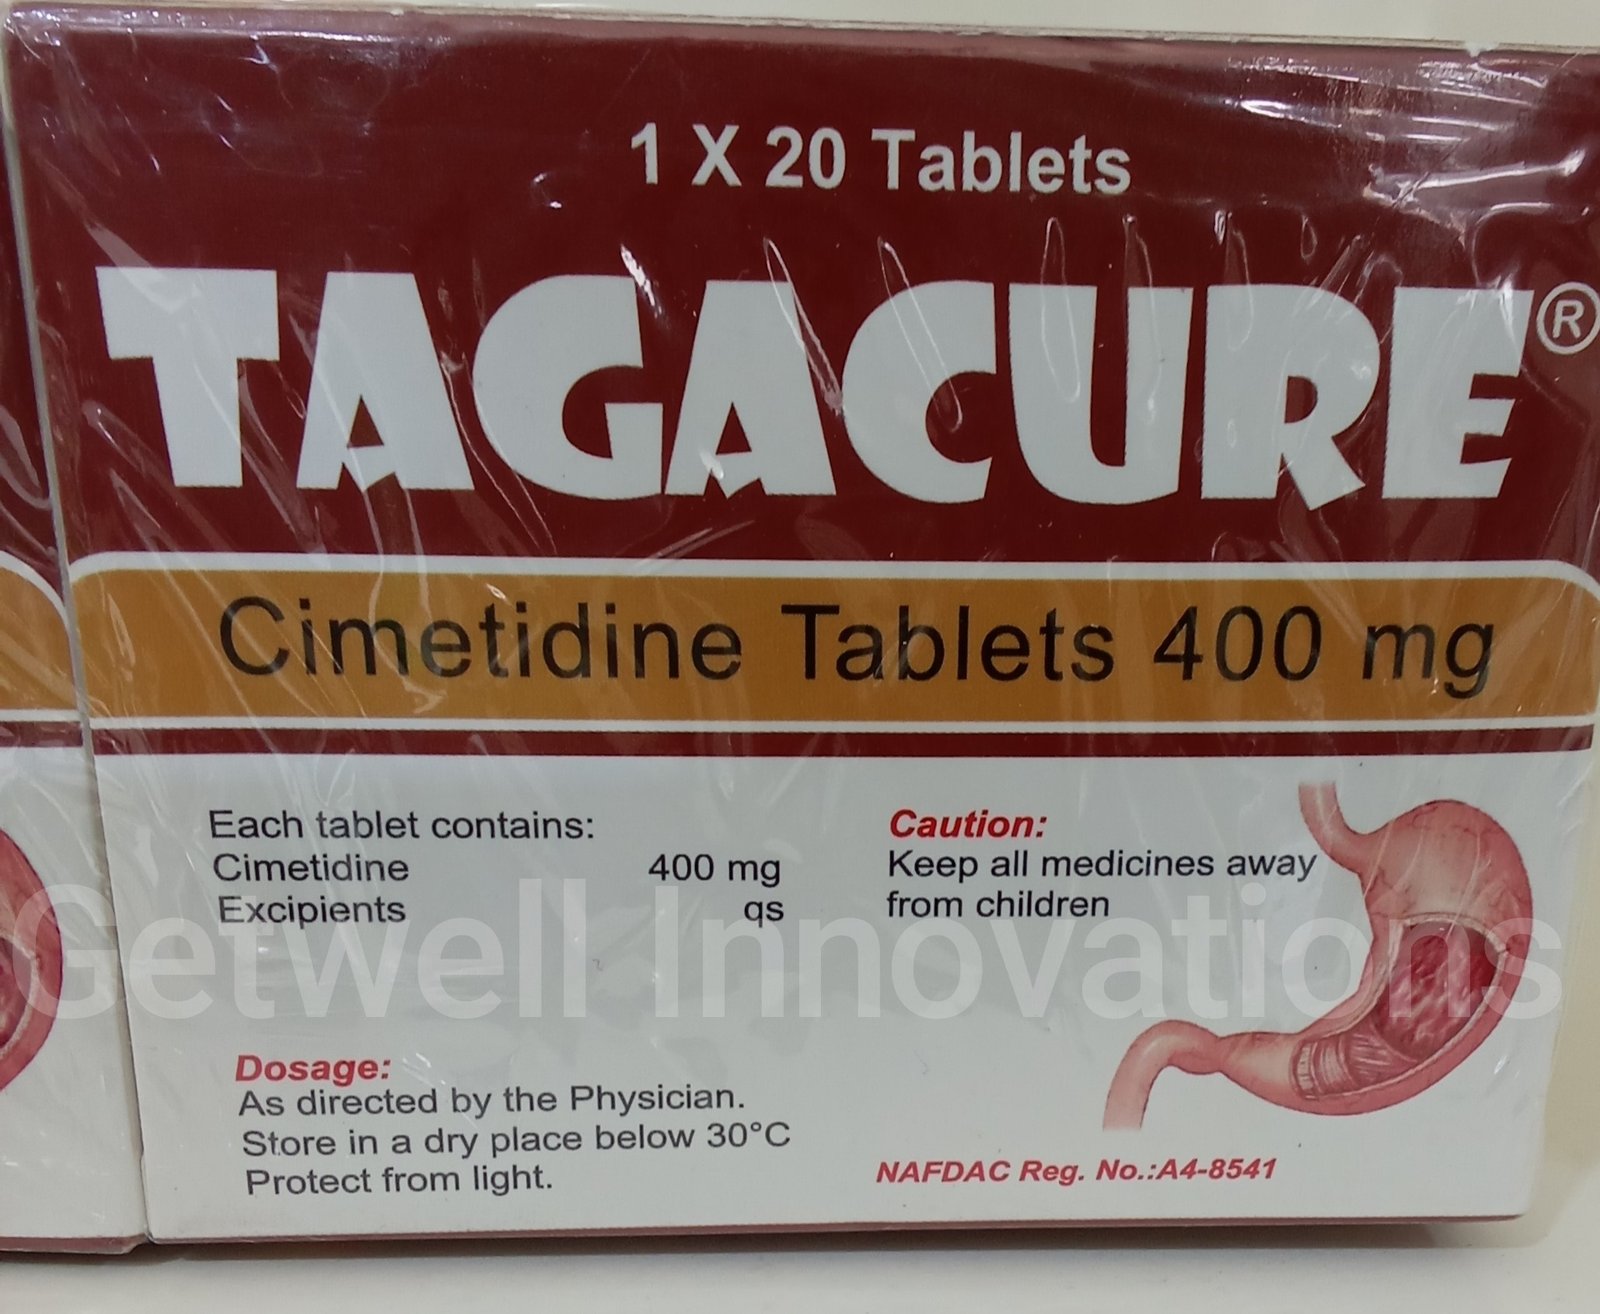 1 X 20 Tablets
TAGACURE®
Cimetidine Tablets 400 mg
Each tablet contains:
Cimetidine 400 mg
Excipients qs
Caution:
Keep all medicines away
from children
Getwell Innovations
Dosage:
As directed by the Physician.
Store in a dry place below 30°C
Protect from light.
NAFDAC Reg. No.:A4-8541